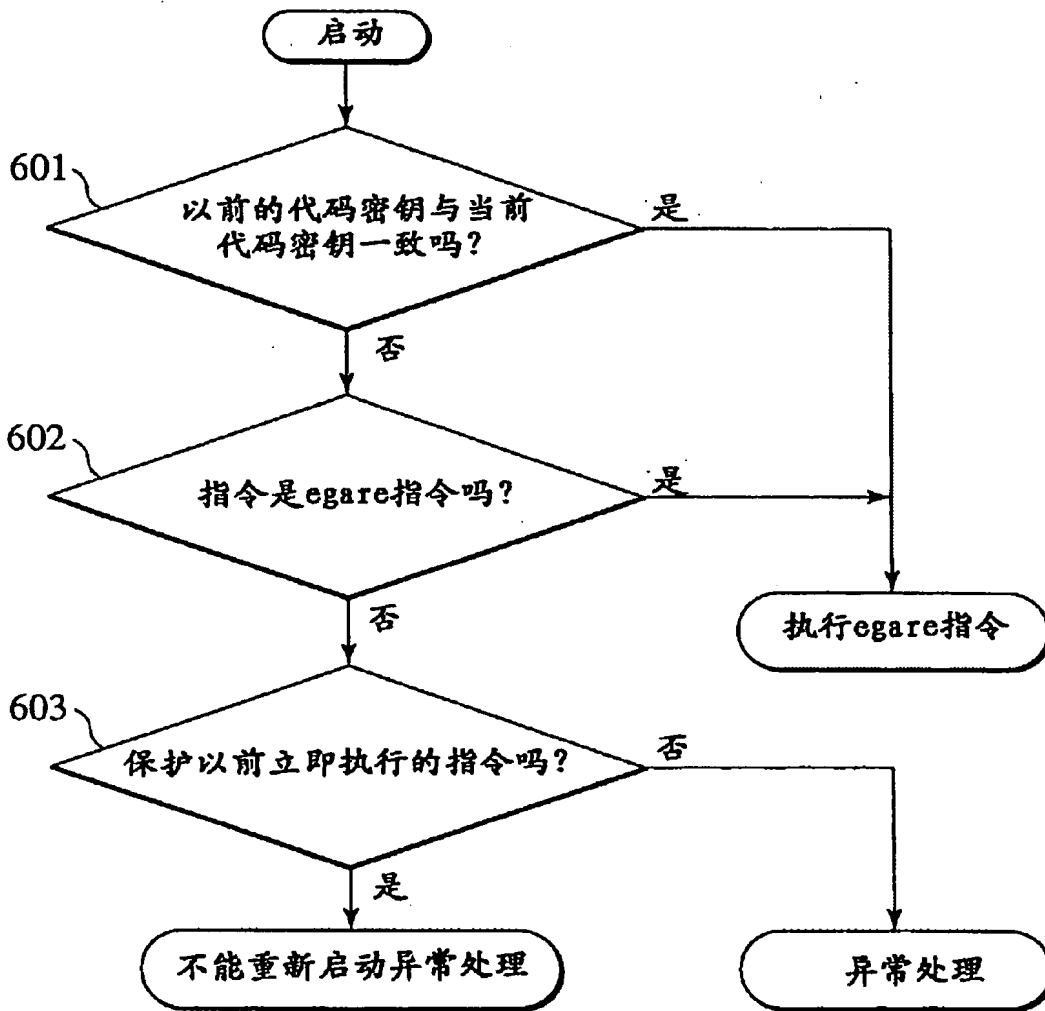 启动
601
以前的代码密钥与当前
代码密钥一致吗?
是
否
602
指令是egare指令吗?
是
否
执行egare指令
603
保护以前立即执行的指令吗?
否
是
不能重新启动异常处理
异常处理